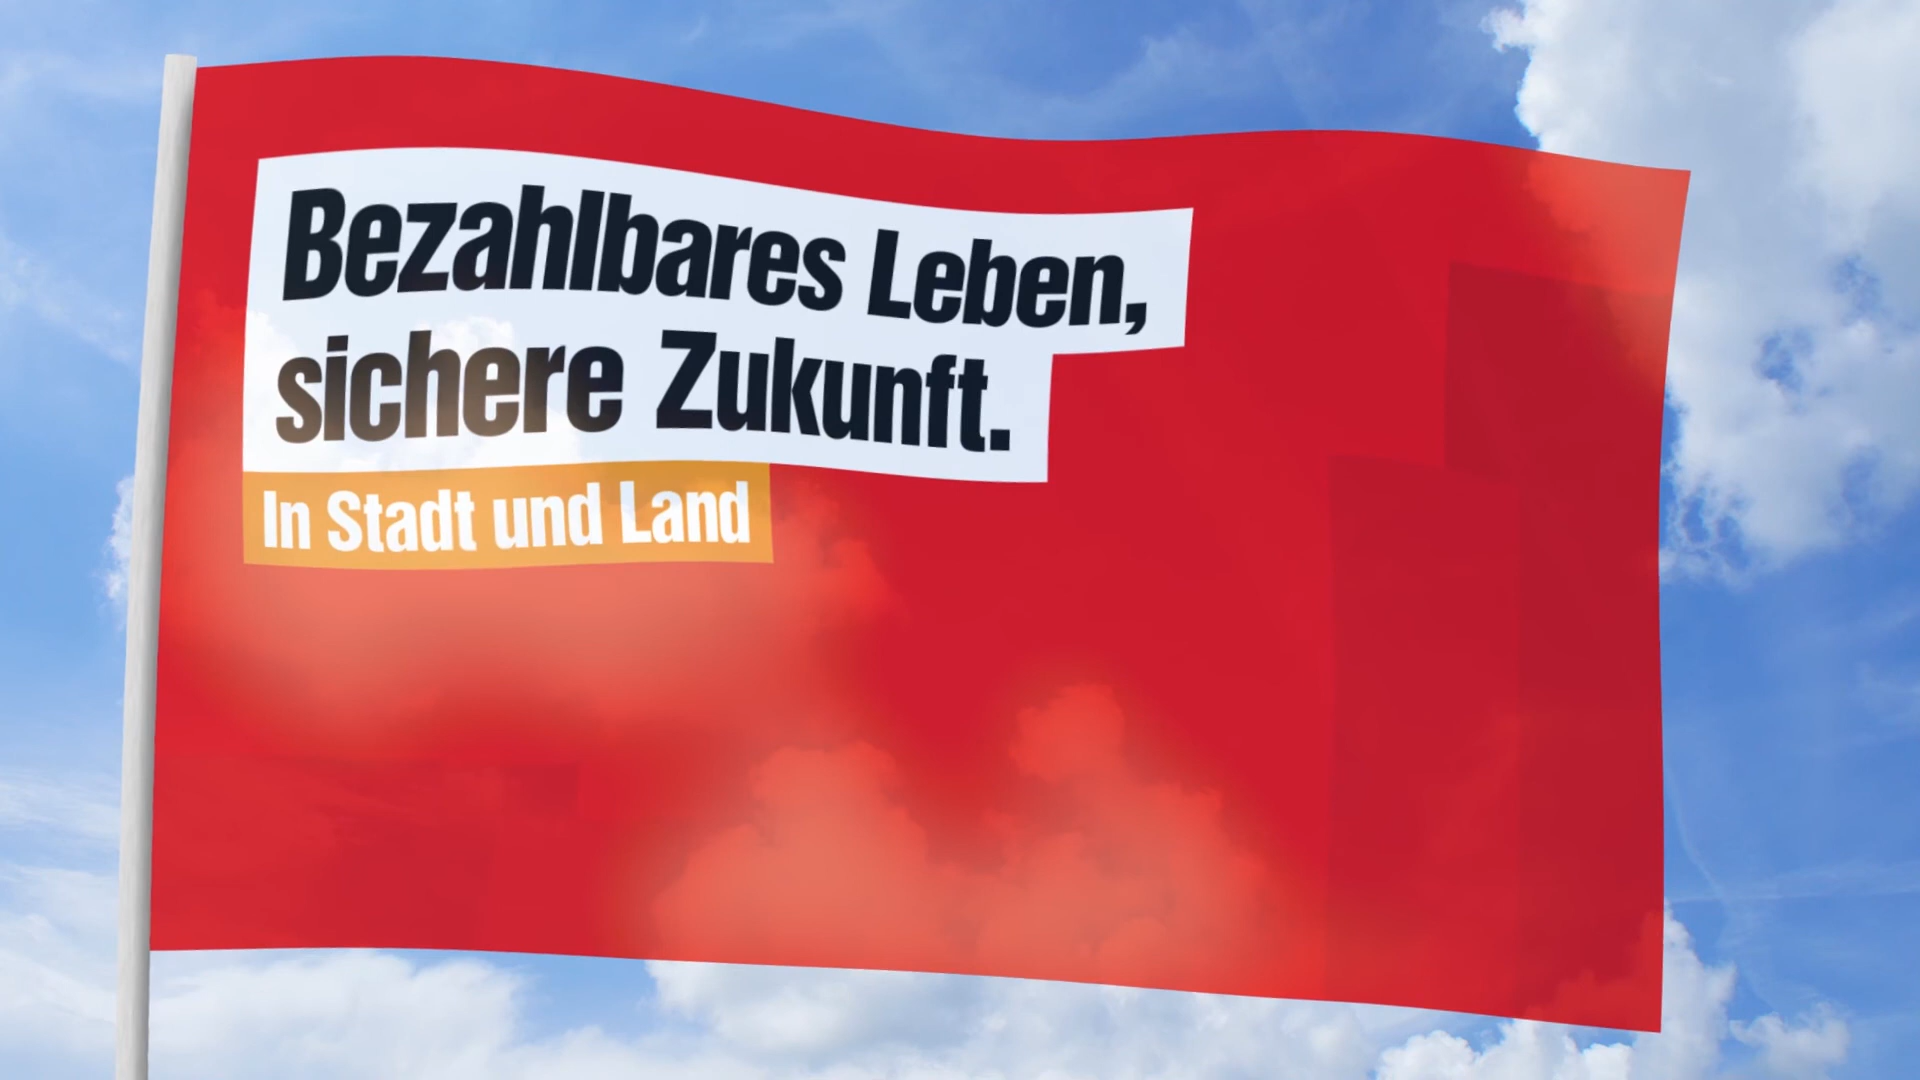 Bezahlbares Leben,
sichere Zukunft.
In Stadt und Land